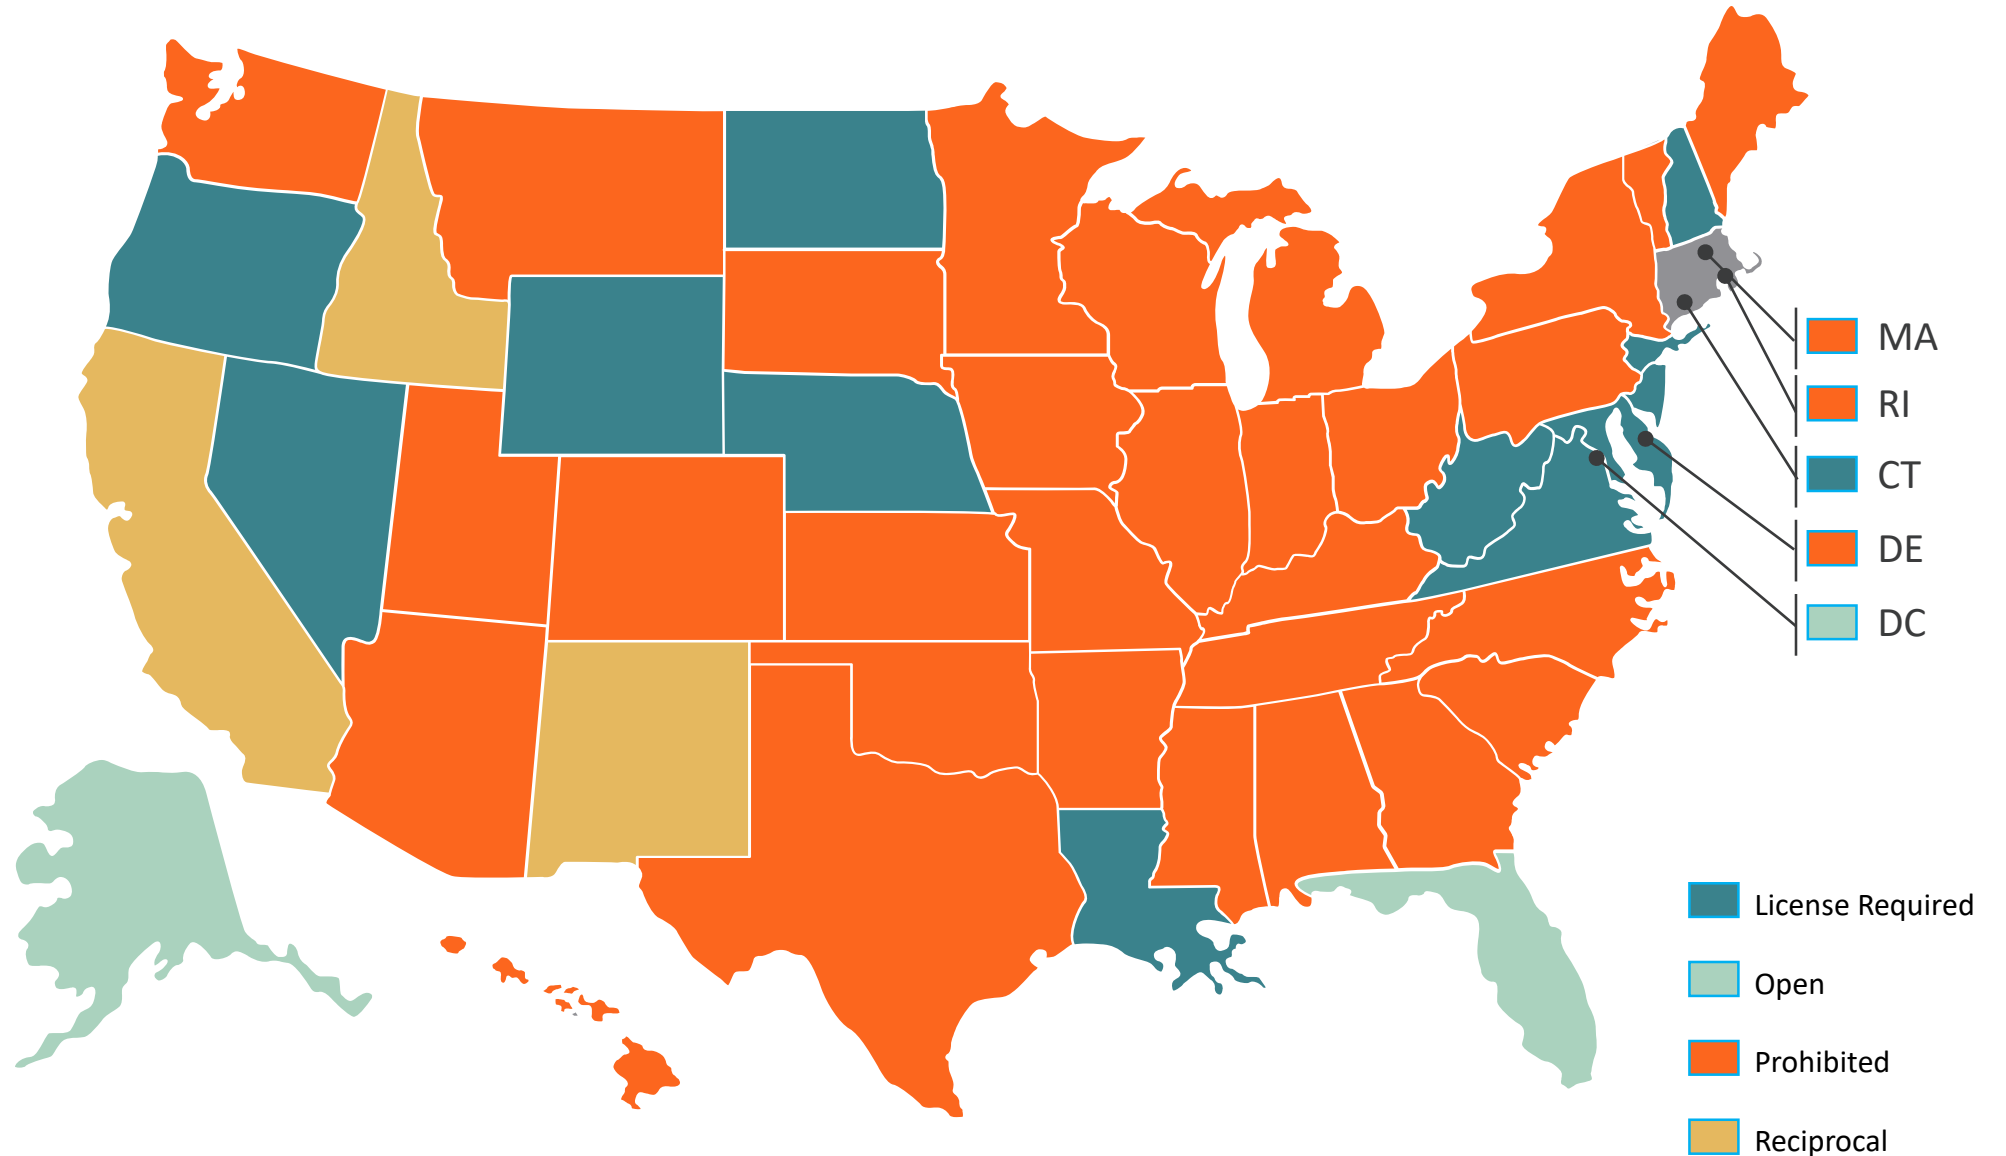 MA
RI
CT
DE
DC
License Required
Open
Prohibited
Reciprocal